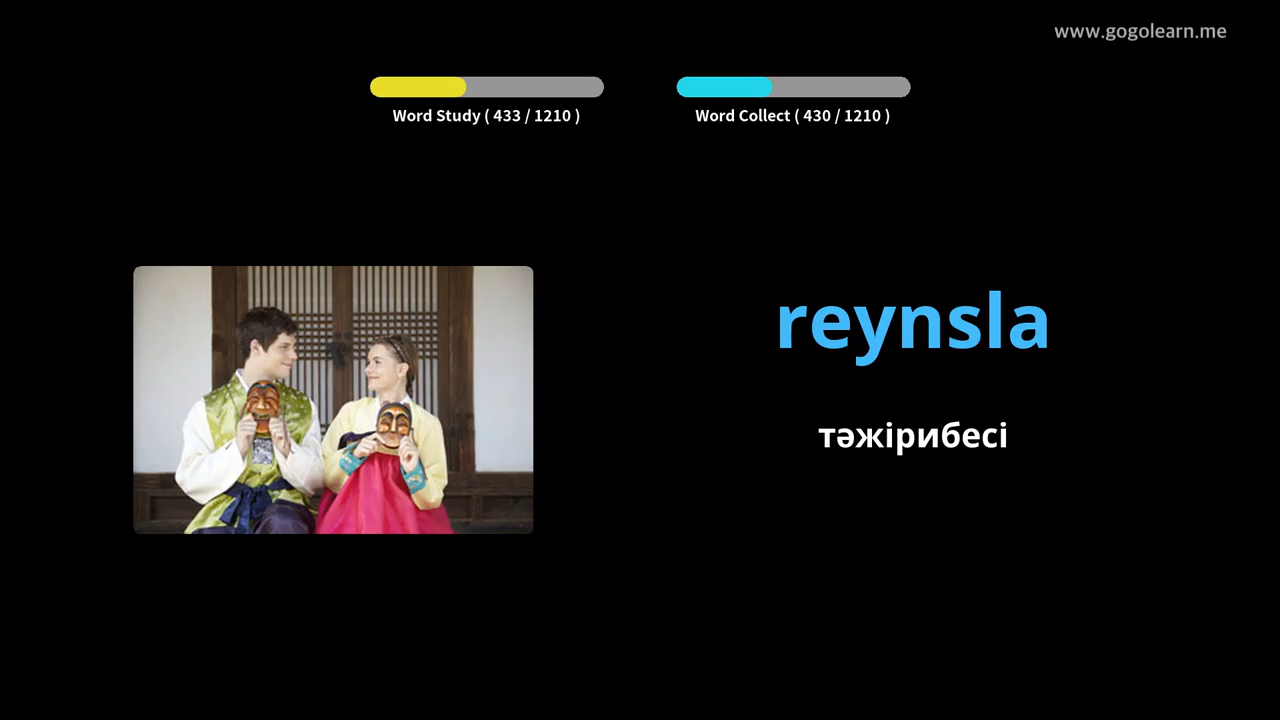 www.gogolearn.me
Word Study ( 433 / 1210 )
Word Collect ( 430 / 1210 )
reynsla
тәжірибесі